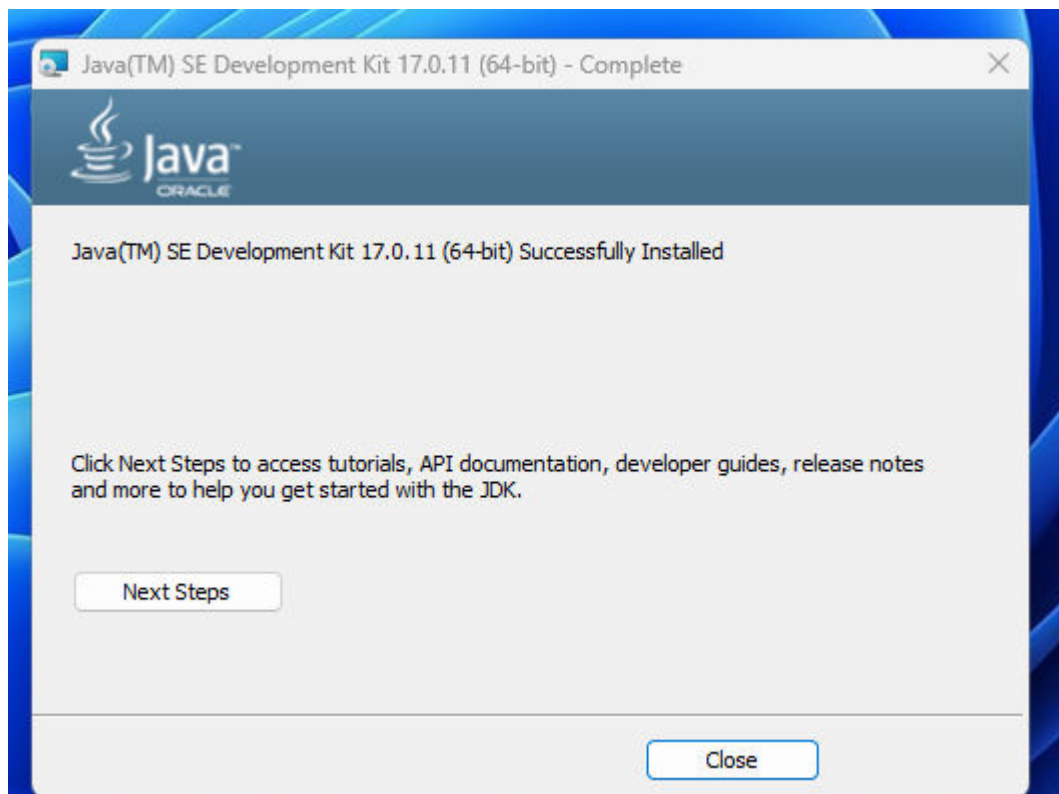 Java(TM) SE Development Kit 17.0.11 (64-bit) - Complete
Java™
ORACLE
Java(TM) SE Development Kit 17.0.11 (64-bit) Successfully Installed
Click Next Steps to access tutorials, API documentation, developer guides, release notes
and more to help you get started with the JDK.
Next Steps
Close